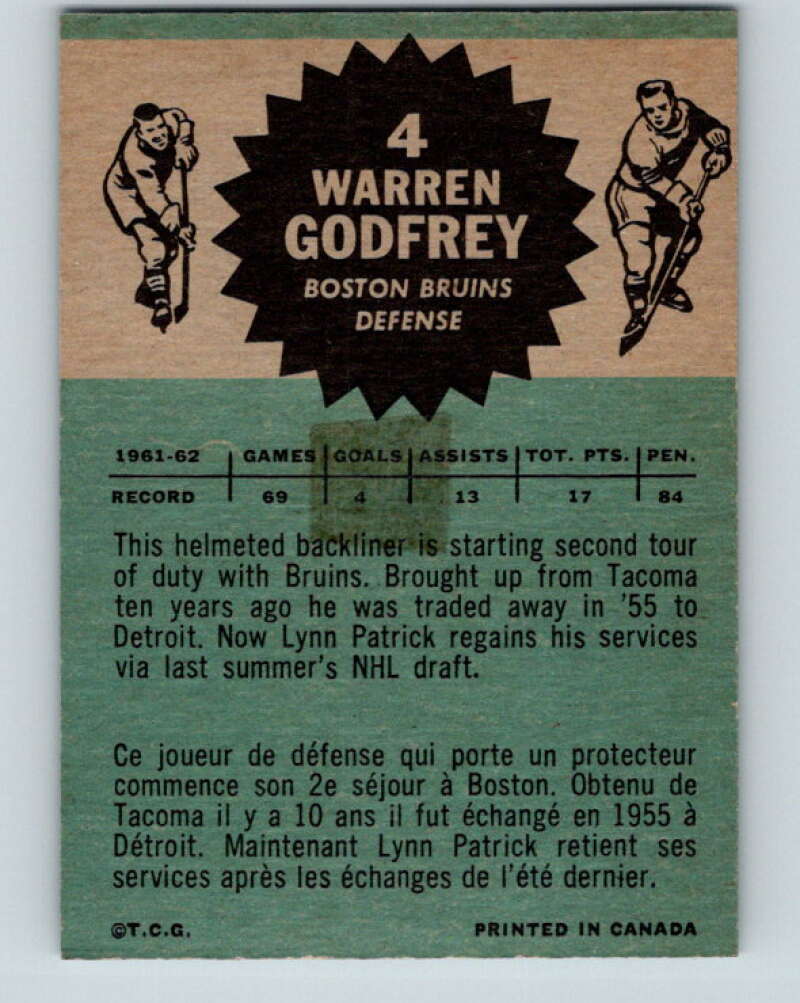 4
WARREN
GODFREY
BOSTON BRUINS
DEFENSE
1961-62 GAMES GOALS ASSISTS TOT. PTS. PEN.
RECORD 69 4 13 17 84
This helmeted backliner is starting second tour
of duty with Bruins. Brought up from Tacoma
ten years ago he was traded away in '55 to
Detroit. Now Lynn Patrick regains his services
via last summer's NHL draft.
Ce joueur de défense qui porte un protecteur
commence son 2e séjour à Boston. Obtenu de
Tacoma il y a 10 ans il fut échangé en 1955 à
Détroit. Maintenant Lynn Patrick retient ses
services après les échanges de l'été dernier.
©T.C.G. PRINTED IN CANADA